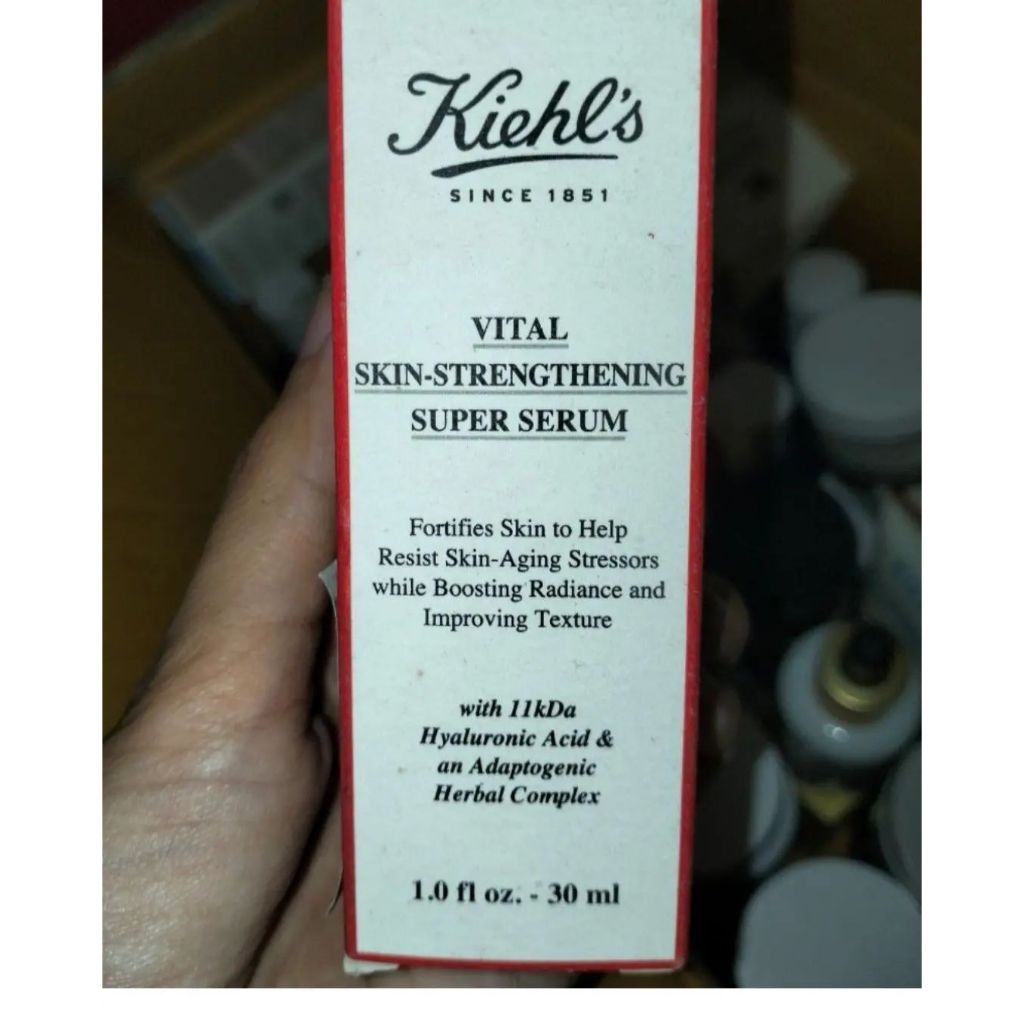 Kiehl's
SINCE 1851
VITAL
SKIN-STRENGTHENING
SUPER SERUM
Fortifies Skin to Help
Resist Skin-Aging Stressors
while Boosting Radiance and
Improving Texture
with 11kDa
Hyaluronic Acid &
an Adaptogenic
Herbal Complex
1.0 fl oz. - 30 ml